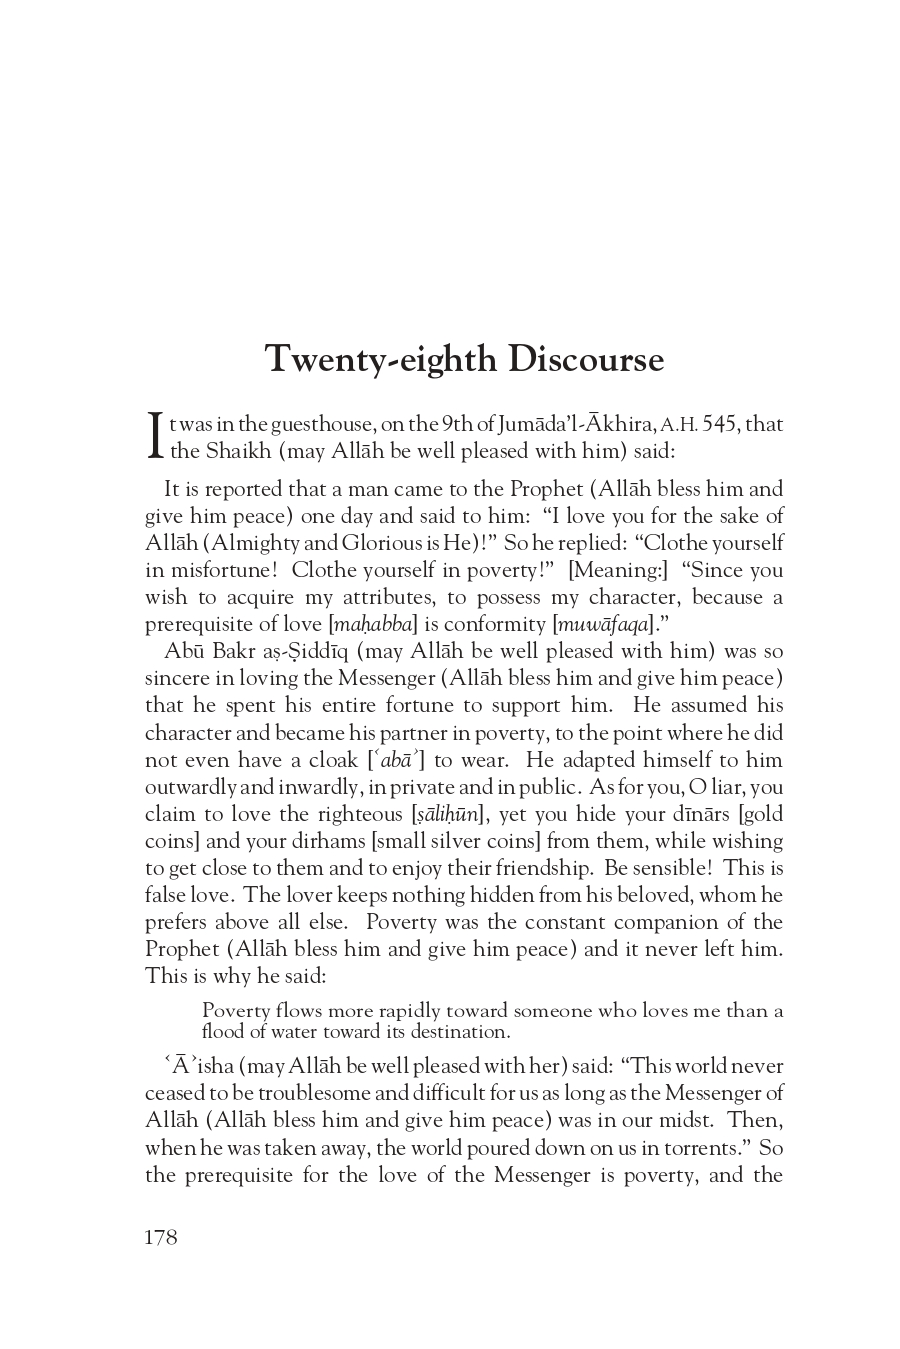 Twenty-eighth Discourse
It was in the guesthouse, on the 9th of Jumāda’l-Ākhira, A.H. 545, that
the Shaikh (may Allāh be well pleased with him) said:
It is reported that a man came to the Prophet (Allāh bless him and
give him peace) one day and said to him: “I love you for the sake of
Allāh (Almighty and Glorious is He)!” So he replied: “Clothe yourself
in misfortune! Clothe yourself in poverty!” [Meaning:] “Since you
wish to acquire my attributes, to possess my character, because a
prerequisite of love [maḥabba] is conformity [muwāfaqa].”
Abū Bakr aṣ-Ṣiddīq (may Allāh be well pleased with him) was so
sincere in loving the Messenger (Allāh bless him and give him peace)
that he spent his entire fortune to support him. He assumed his
character and became his partner in poverty, to the point where he did
not even have a cloak [ʿabāʾ] to wear. He adapted himself to him
outwardly and inwardly, in private and in public. As for you, O liar, you
claim to love the righteous [ṣāliḥūn], yet you hide your dīnārs [gold
coins] and your dirhams [small silver coins] from them, while wishing
to get close to them and to enjoy their friendship. Be sensible! This is
false love. The lover keeps nothing hidden from his beloved, whom he
prefers above all else. Poverty was the constant companion of the
Prophet (Allāh bless him and give him peace) and it never left him.
This is why he said:
Poverty flows more rapidly toward someone who loves me than a
flood of water toward its destination.
ʿĀʾisha (may Allāh be well pleased with her) said: “This world never
ceased to be troublesome and difficult for us as long as the Messenger of
Allāh (Allāh bless him and give him peace) was in our midst. Then,
when he was taken away, the world poured down on us in torrents.” So
the prerequisite for the love of the Messenger is poverty, and the
178